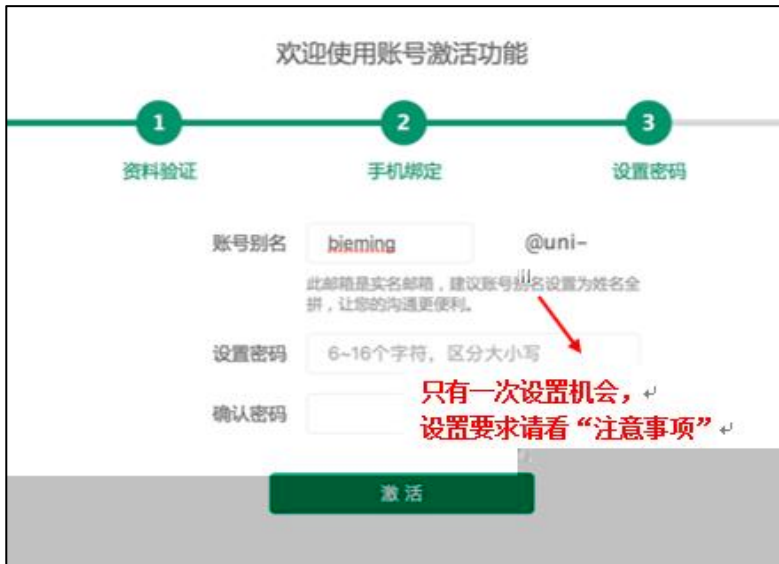 欢迎使用账号激活功能
1
2
3
资料验证
手机绑定
设置密码
账号别名
bieming
@uni-
此邮箱是实名邮箱，建议账号别名设置为姓名全
拼，让您的沟通更便利。
设置密码
6~16个字符，区分大小写
只有一次设置机会，
确认密码
设置要求请看“注意事项”
激 活